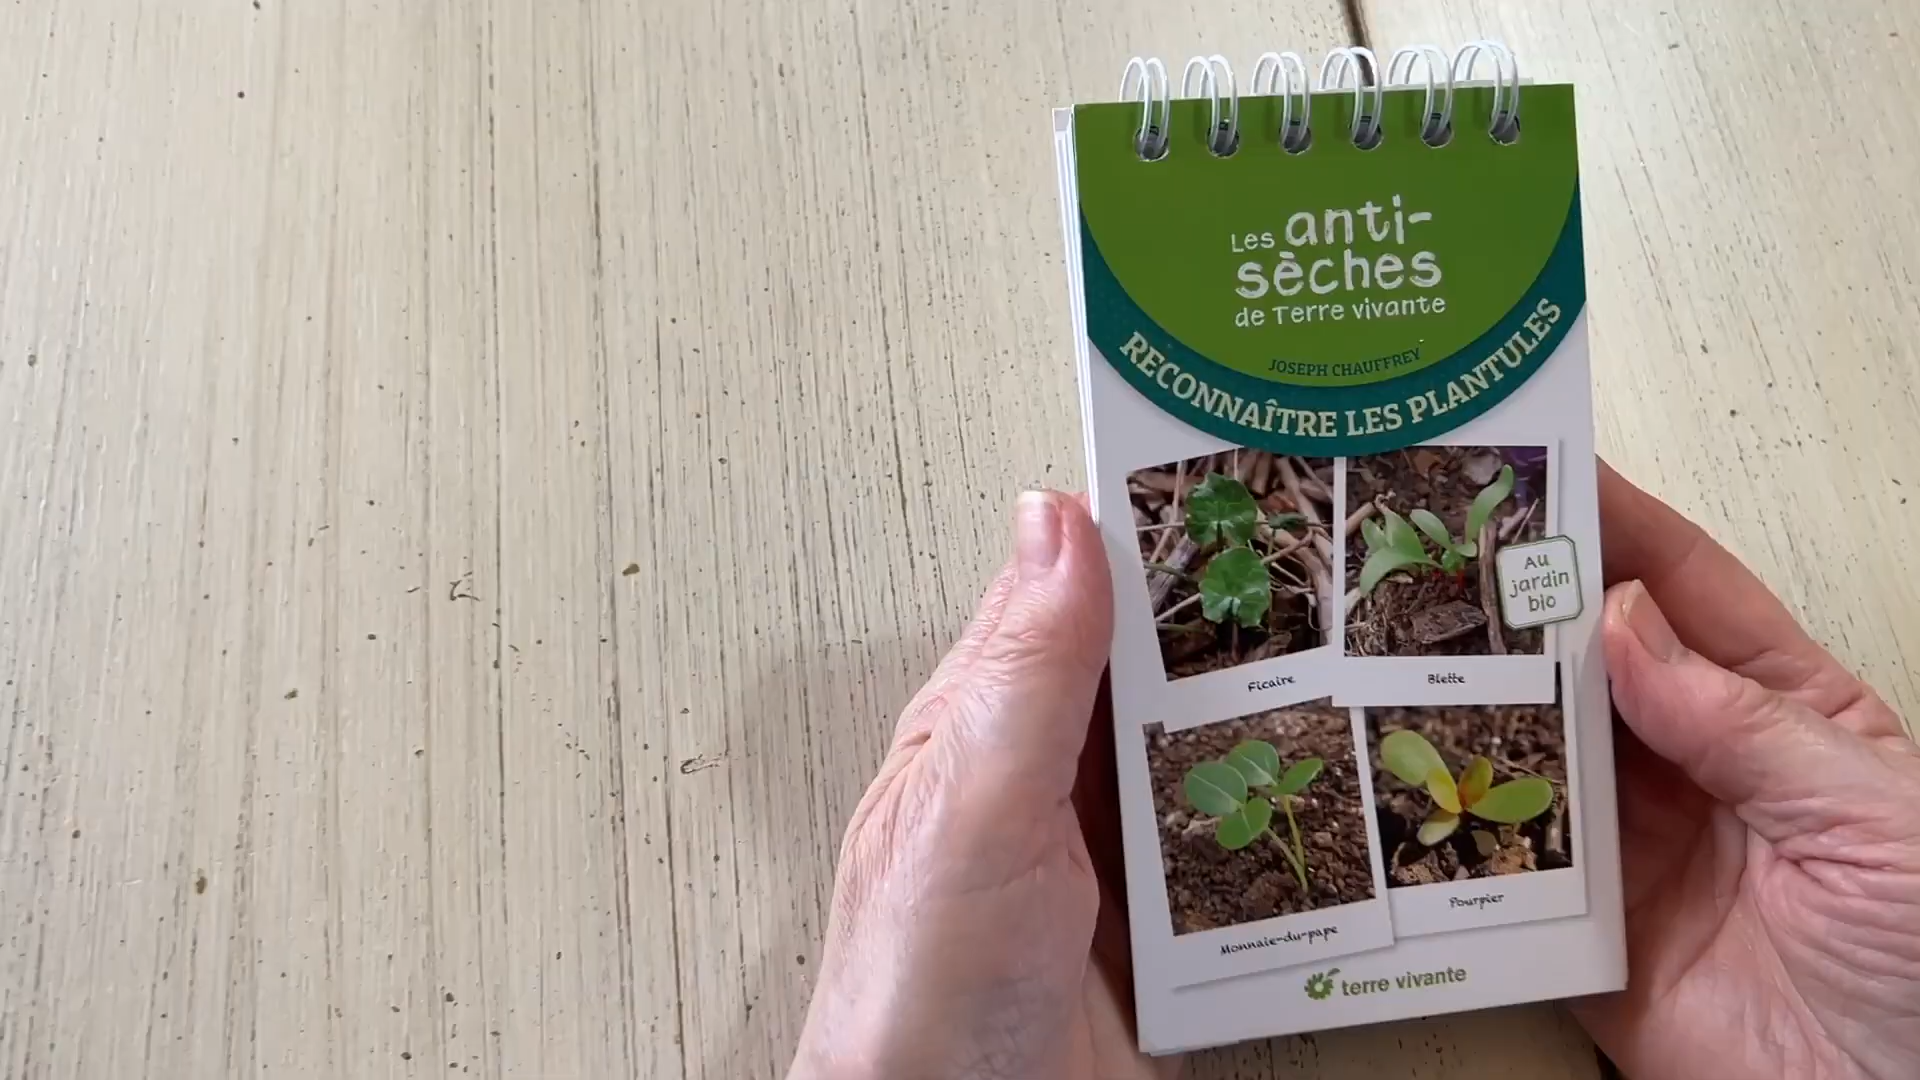 Les anti-
sèches
de Terre vivante
JOSEPH CHAUFFREY
RECONNAÎTRE LES PLANTULES
Au
jardin
bio
Ficaire
Blette
Monnaie-du-pape
Pourpier
terre vivante